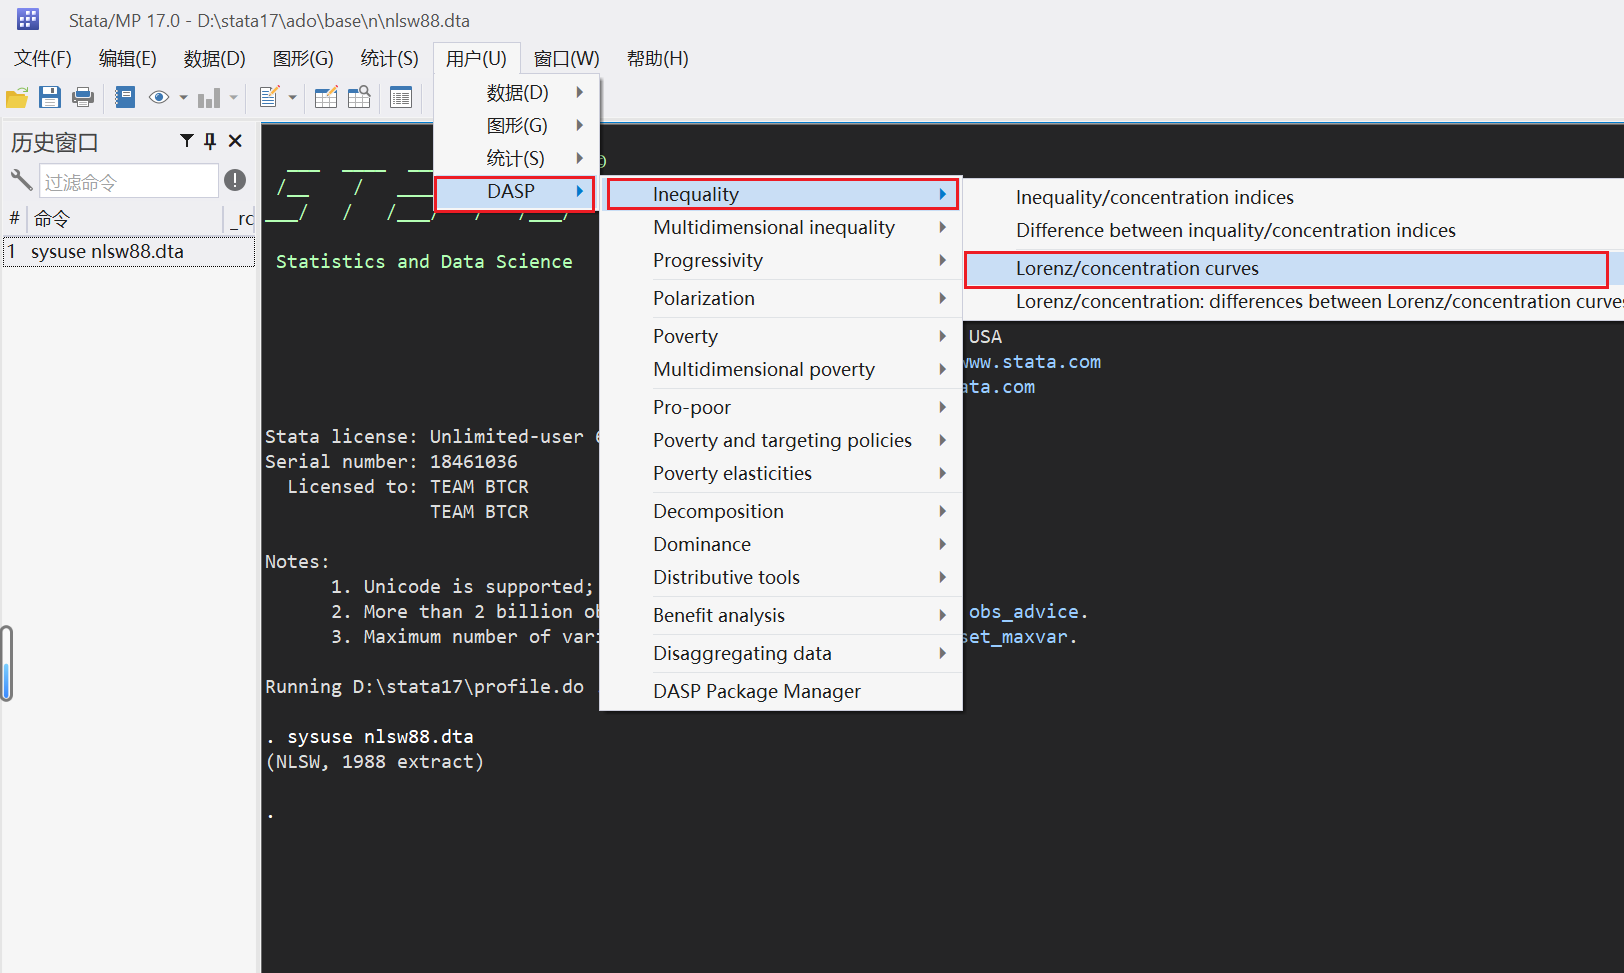 Stata/MP 17.0 - D:\stata17\ado\base\n\nlsw88.dta
文件(F) 编辑(E) 数据(D) 图形(G) 统计(S) 用户(U) 窗口(W) 帮助(H)
历史窗口
过滤命令
# 命令 _rc
1 sysuse nlsw88.dta
数据(D)
图形(G)
统计(S)
DASP
Inequality
Multidimensional inequality
Progressivity
Polarization
Poverty
Multidimensional poverty
Pro-poor
Poverty and targeting policies
Poverty elasticities
Decomposition
Dominance
Distributive tools
Benefit analysis
Disaggregating data
DASP Package Manager
Inequality/concentration indices
Difference between inquality/concentration indices
Lorenz/concentration curves
Lorenz/concentration: differences between Lorenz/concentration curves
Statistics and Data Science
USA
www.stata.com
ata.com
Stata license: Unlimited-user
Serial number: 18461036
Licensed to: TEAM BTCR
TEAM BTCR
Notes:
1. Unicode is supported;
2. More than 2 billion ob obs_advice.
3. Maximum number of vari set_maxvar.
Running D:\stata17\profile.do
. sysuse nlsw88.dta
(NLSW, 1988 extract)
.